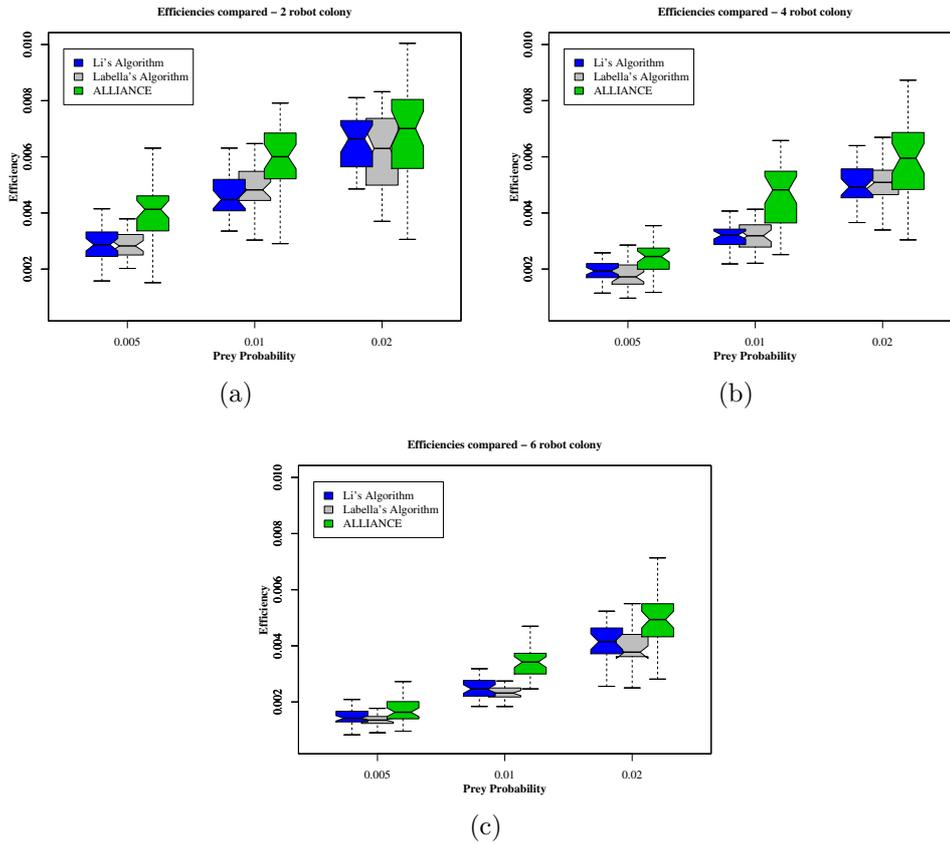 Efficiencies compared – 2 robot colony
Li's Algorithm
Labella's Algorithm
ALLIANCE
Efficiency
0.010
0.008
0.006
0.004
0.002
0.005
0.01
0.02
Prey Probability
(a)
Efficiencies compared – 4 robot colony
Li's Algorithm
Labella's Algorithm
ALLIANCE
Efficiency
0.010
0.008
0.006
0.004
0.002
0.005
0.01
0.02
Prey Probability
(b)
Efficiencies compared – 6 robot colony
Li's Algorithm
Labella's Algorithm
ALLIANCE
Efficiency
0.010
0.008
0.006
0.004
0.002
0.005
0.01
0.02
Prey Probability
(c)